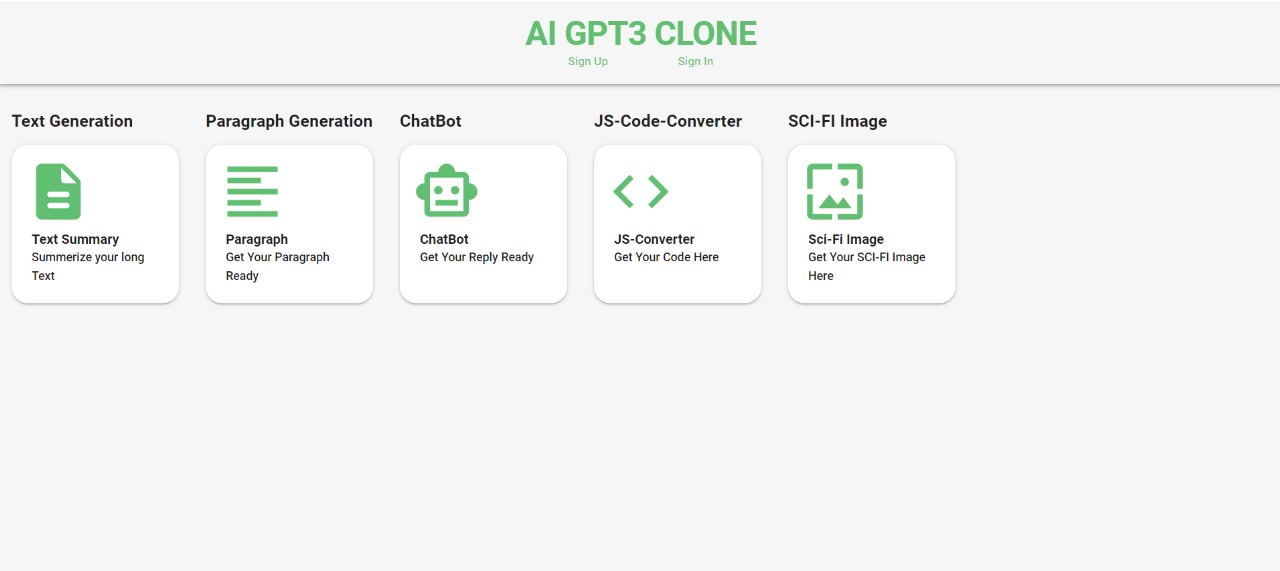 AI GPT3 CLONE
Sign Up
Sign In
Text Generation
Paragraph Generation
ChatBot
JS-Code-Converter
SCI-FI Image
Text Summary
Summerize your long
Text
Paragraph
Get Your Paragraph
Ready
ChatBot
Get Your Reply Ready
JS-Converter
Get Your Code Here
Sci-Fi Image
Get Your SCI-FI Image
Here